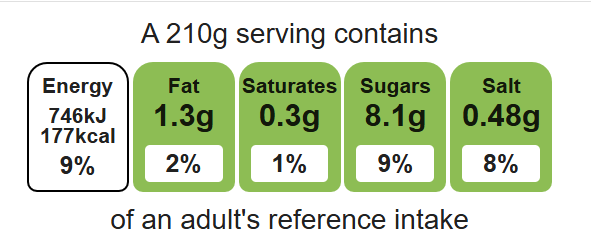 A 210g serving contains
Energy
746kJ
177kcal
9%
Fat
1.3g
2%
Saturates
0.3g
1%
Sugars
8.1g
9%
Salt
0.48g
8%
of an adult's reference intake